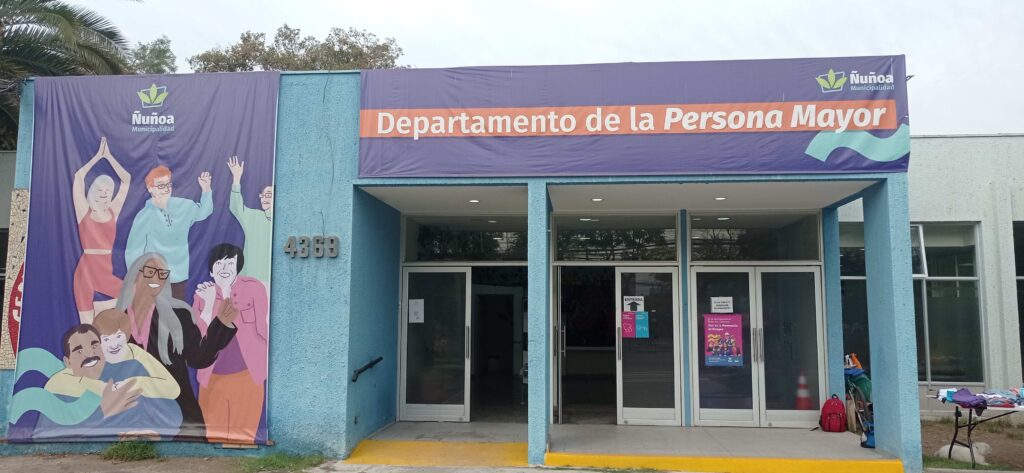 Ñuñoa
Municipalidad
Ñuñoa
Municipalidad
Departamento de la Persona Mayor
4369
ENTRADA